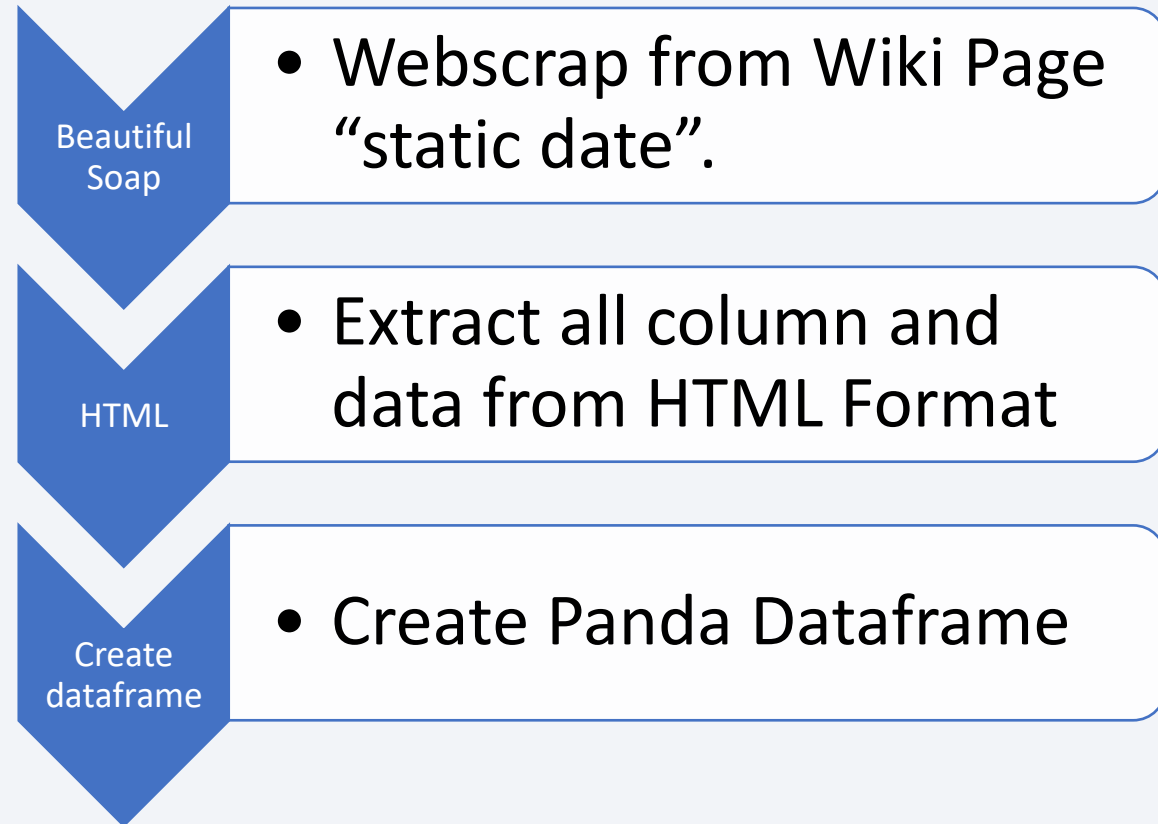 Beautiful
Soap
• Webscrap from Wiki Page
“static date”.
HTML
• Extract all column and
data from HTML Format
Create
dataframe
• Create Panda Dataframe